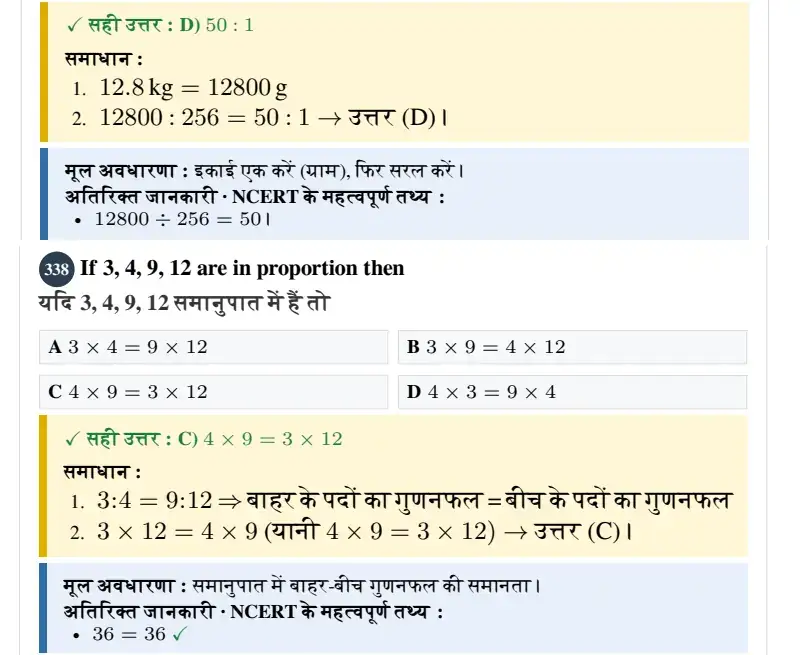 ✓ सही उत्तर : D) 50 : 1
समाधान :
1. 12.8 kg = 12800 g
2. 12800 : 256 = 50 : 1 → उत्तर (D)।
मूल अवधारणा : इकाई एक करें (ग्राम), फिर सरल करें।
अतिरिक्त जानकारी · NCERT के महत्वपूर्ण तथ्य :
• 12800 ÷ 256 = 50।
338 If 3, 4, 9, 12 are in proportion then
यदि 3, 4, 9, 12 समानुपात में हैं तो
A 3 × 4 = 9 × 12
B 3 × 9 = 4 × 12
C 4 × 9 = 3 × 12
D 4 × 3 = 9 × 4
✓ सही उत्तर : C) 4 × 9 = 3 × 12
समाधान :
1. 3:4 = 9:12 ⇒ बाहर के पदों का गुणनफल = बीच के पदों का गुणनफल
2. 3 × 12 = 4 × 9 (यानी 4 × 9 = 3 × 12) → उत्तर (C)।
मूल अवधारणा : समानुपात में बाहर-बीच गुणनफल की समानता।
अतिरिक्त जानकारी · NCERT के महत्वपूर्ण तथ्य :
• 36 = 36 ✓